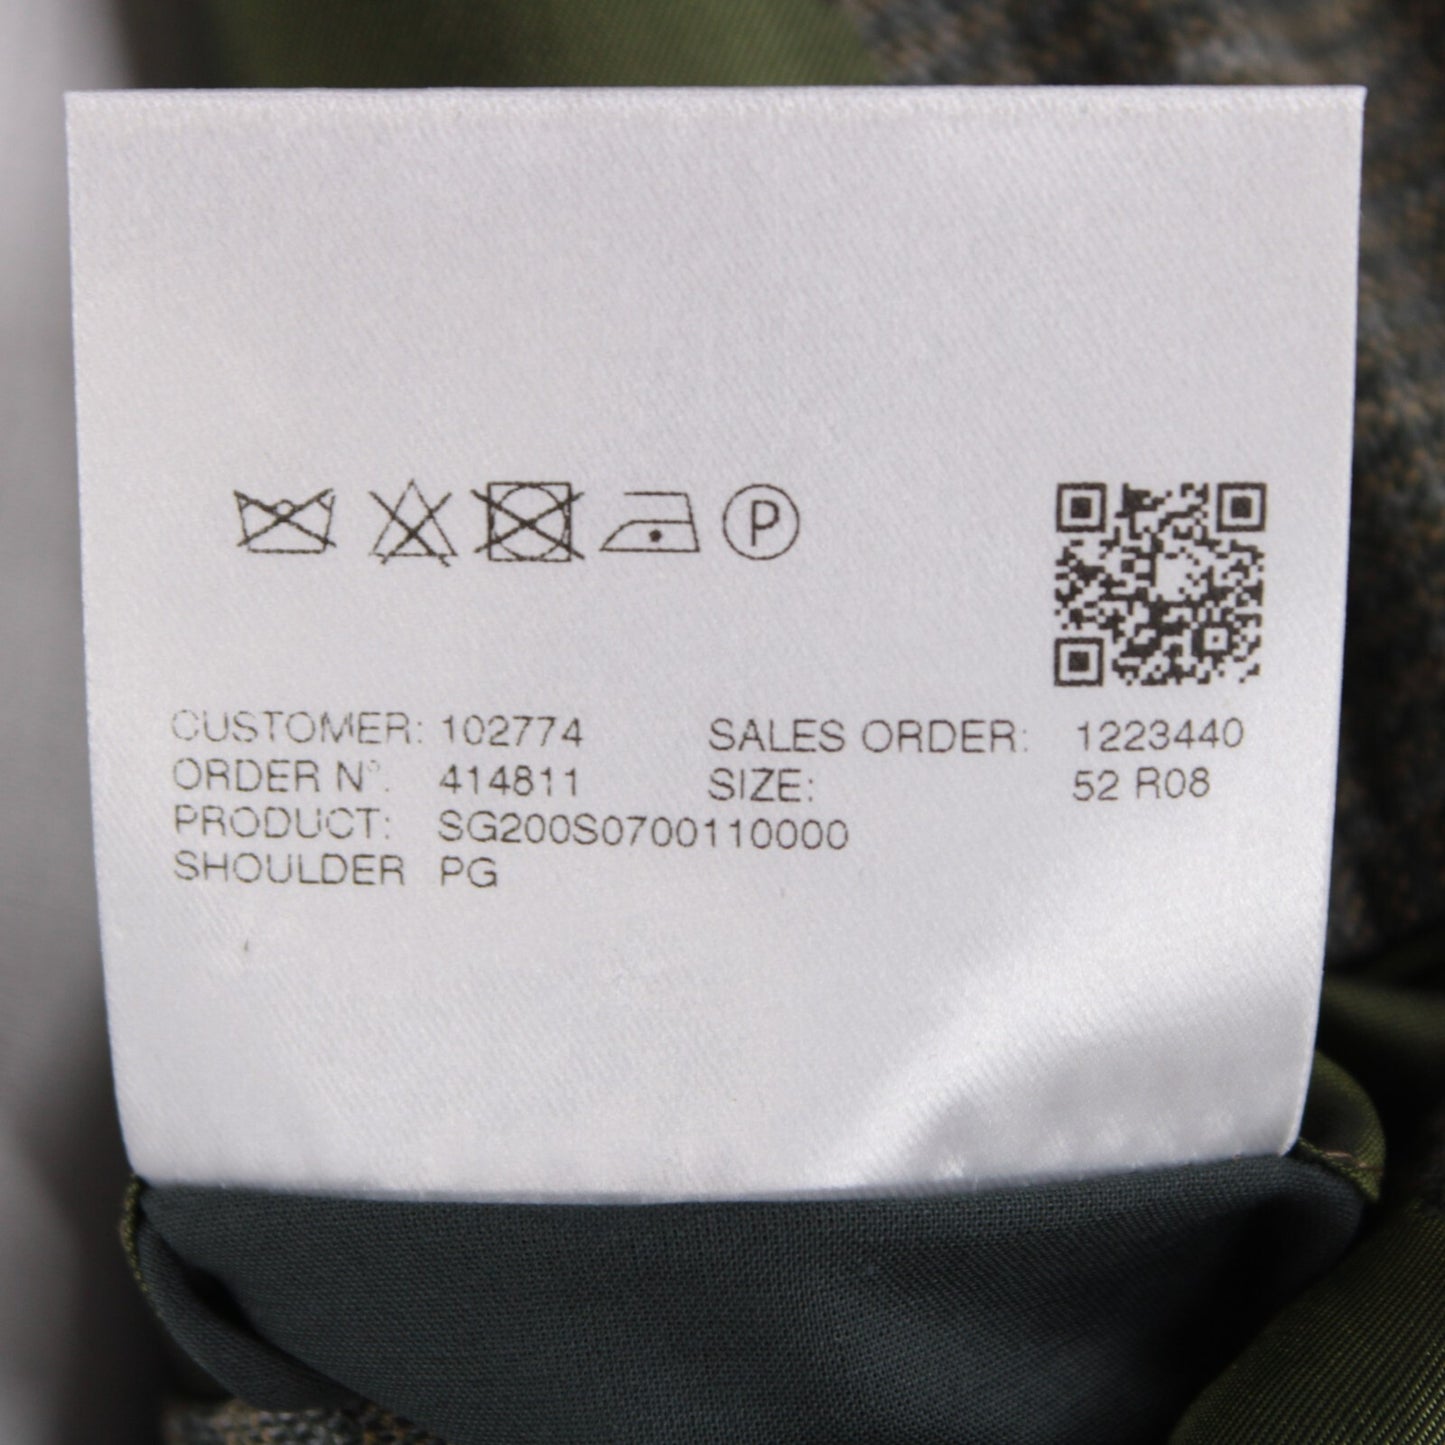 P
CUSTOMER: 102774 SALES ORDER: 1223440
ORDER N°: 414811 SIZE: 52 R08
PRODUCT: SG200S0700110000
SHOULDER PG